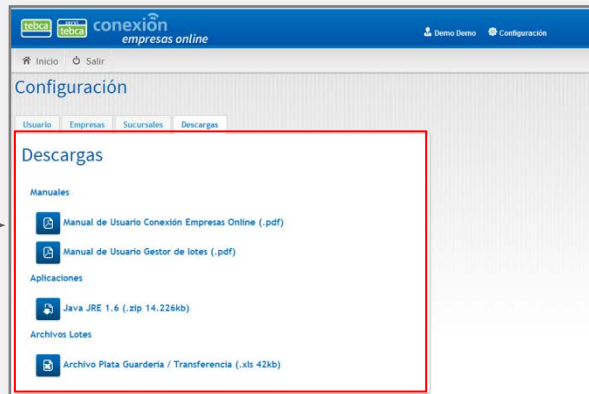 tebca servi tebca conexión
empresas online
Demo Demo Configuración
Inicio Salir
Configuración
Usuario Empresas Sucursales Descargas
Descargas
Manuales
Manual de Usuario Conexión Empresas Online (.pdf)
Manual de Usuario Gestor de lotes (.pdf)
Aplicaciones
Java JRE 1.6 (.zip 14.226kb)
Archivos Lotes
Archivo Plata Guardería / Transferencia (.xls 42kb)